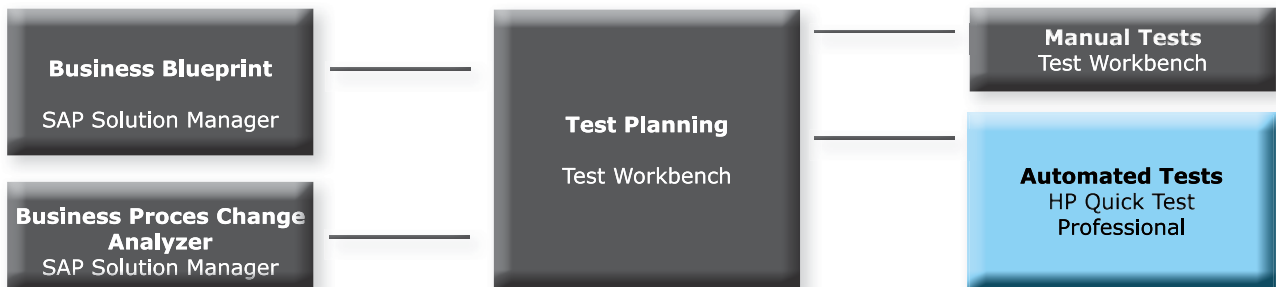 Business Blueprint
SAP Solution Manager
Business Proces Change
Analyzer
SAP Solution Manager
Test Planning
Test Workbench
Manual Tests
Test Workbench
Automated Tests
HP Quick Test
Professional